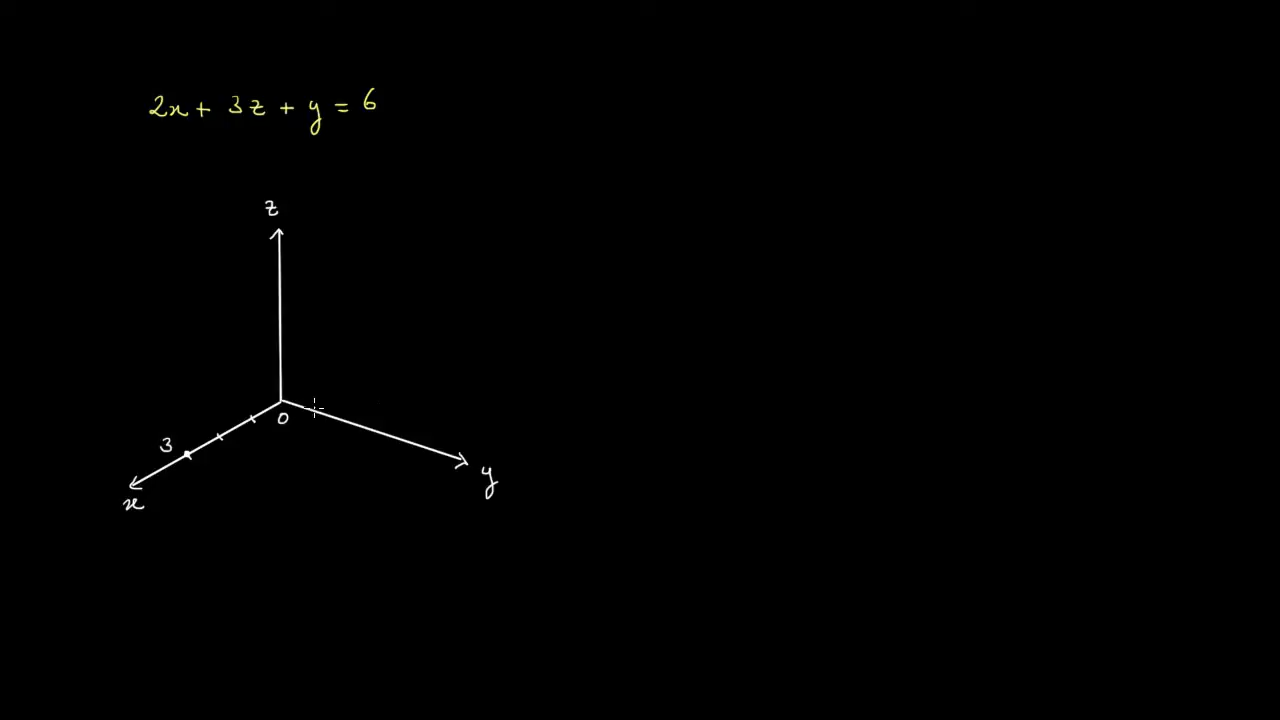 2x + 3z + y = 6
z
0
3
y
x